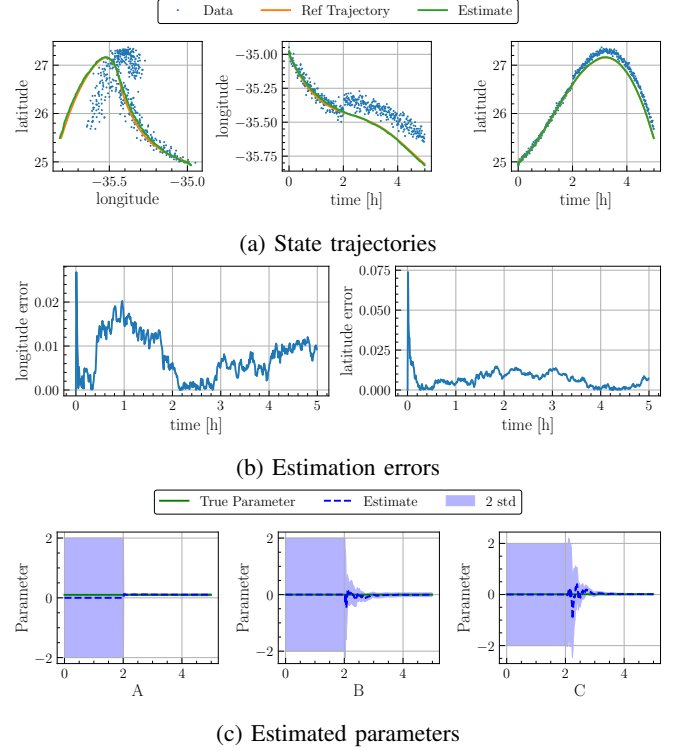 Data Ref Trajectory Estimate
27 26 25 latitude −35.5 −35.0 longitude
−35.00 −35.25 −35.50 −35.75 longitude 0 2 4 time [h]
27 26 25 latitude 0 2 4 time [h]
(a) State trajectories
0.02 0.01 0.00 longitude error 0 1 2 3 4 5 time [h]
0.075 0.050 0.025 0.000 latitude error 0 1 2 3 4 5 time [h]
(b) Estimation errors
True Parameter Estimate 2 std
2 0 −2 Parameter 0 2 4 A
2 0 −2 Parameter 0 2 4 B
2 0 −2 Parameter 0 2 4 C
(c) Estimated parameters